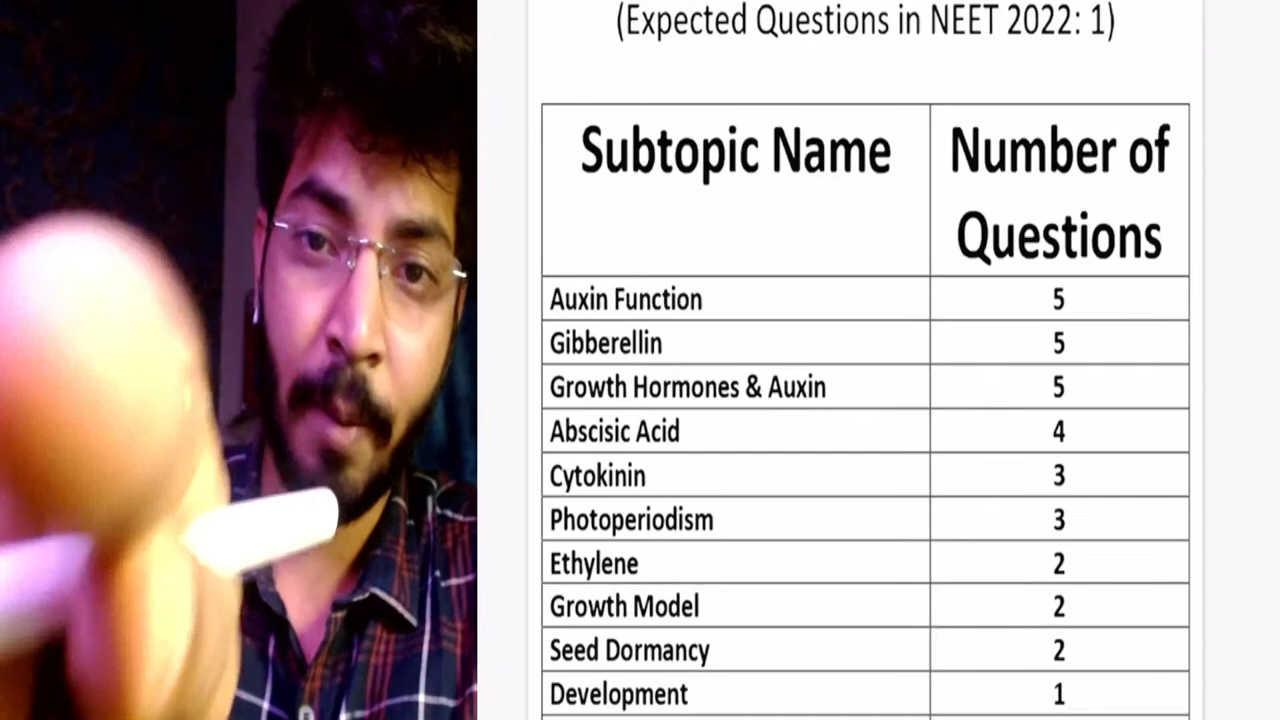 (Expected Questions in NEET 2022: 1)
Subtopic Name Number of
Questions
Auxin Function 5
Gibberellin 5
Growth Hormones & Auxin 5
Abscisic Acid 4
Cytokinin 3
Photoperiodism 3
Ethylene 2
Growth Model 2
Seed Dormancy 2
Development 1